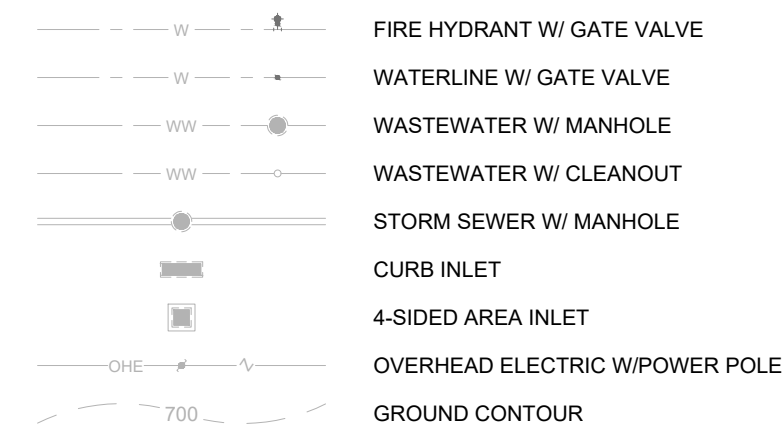 W FIRE HYDRANT W/ GATE VALVE
W WATERLINE W/ GATE VALVE
WW WASTEWATER W/ MANHOLE
WW WASTEWATER W/ CLEANOUT
STORM SEWER W/ MANHOLE
CURB INLET
4-SIDED AREA INLET
OHE OVERHEAD ELECTRIC W/POWER POLE
700 GROUND CONTOUR